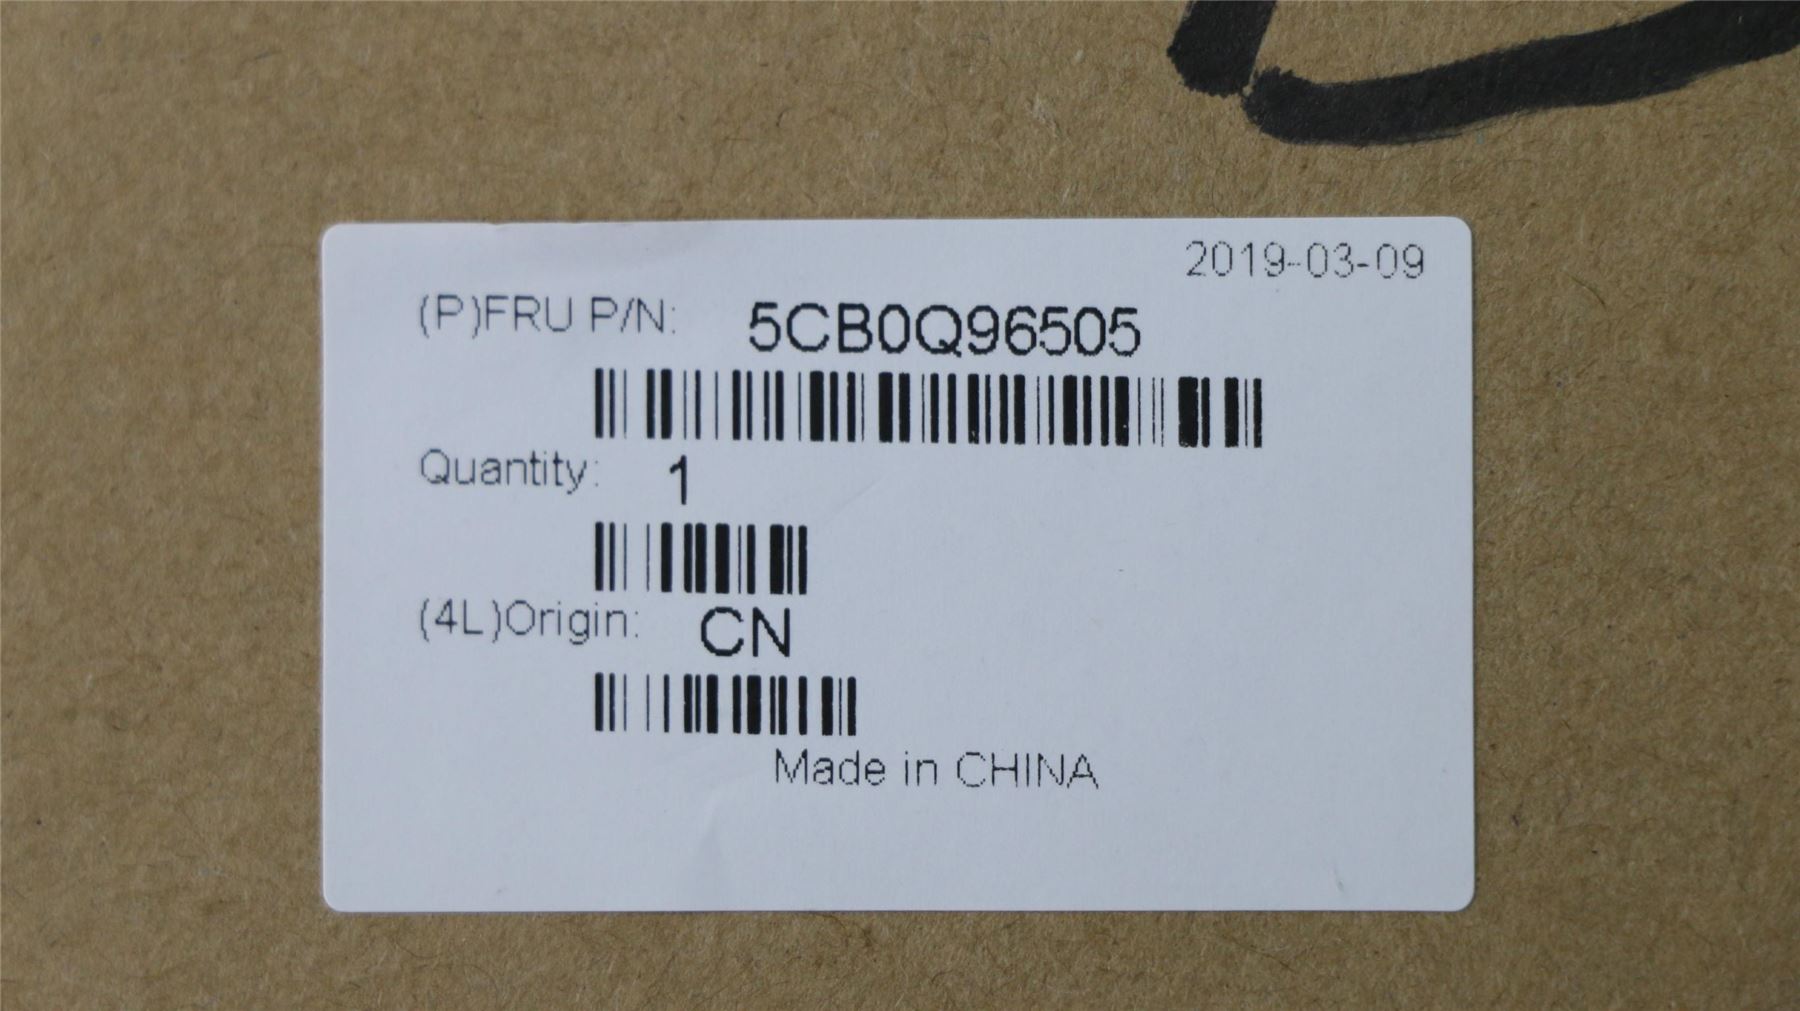 2019-03-09
(P)FRU P/N: 5CB0Q96505
Quantity: 1
(4L)Origin: CN
Made in CHINA